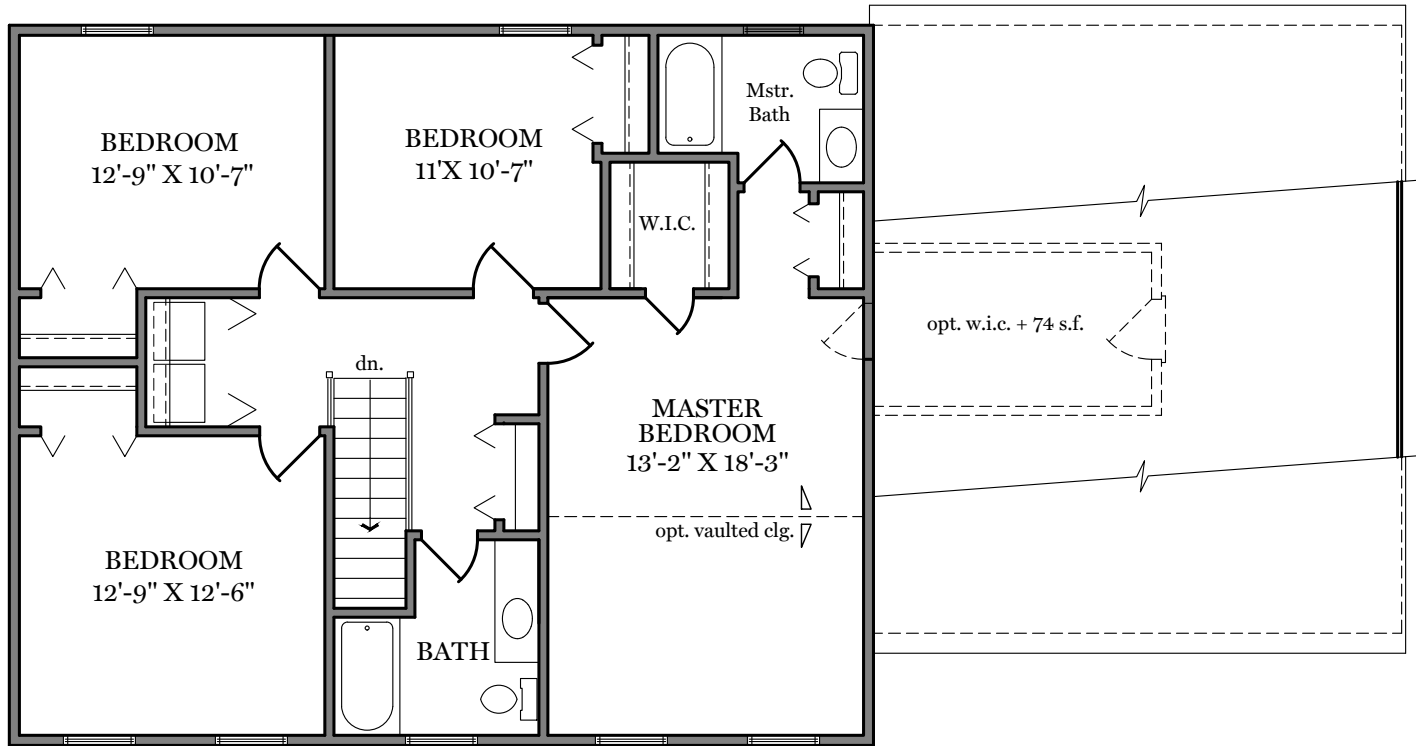 BEDROOM
12'-9" X 10'-7"
BEDROOM
11'X 10'-7"
Mstr.
Bath
W.I.C.
opt. w.i.c. + 74 s.f.
dn.
MASTER
BEDROOM
13'-2" X 18'-3"
opt. vaulted clg.
BEDROOM
12'-9" X 12'-6"
BATH